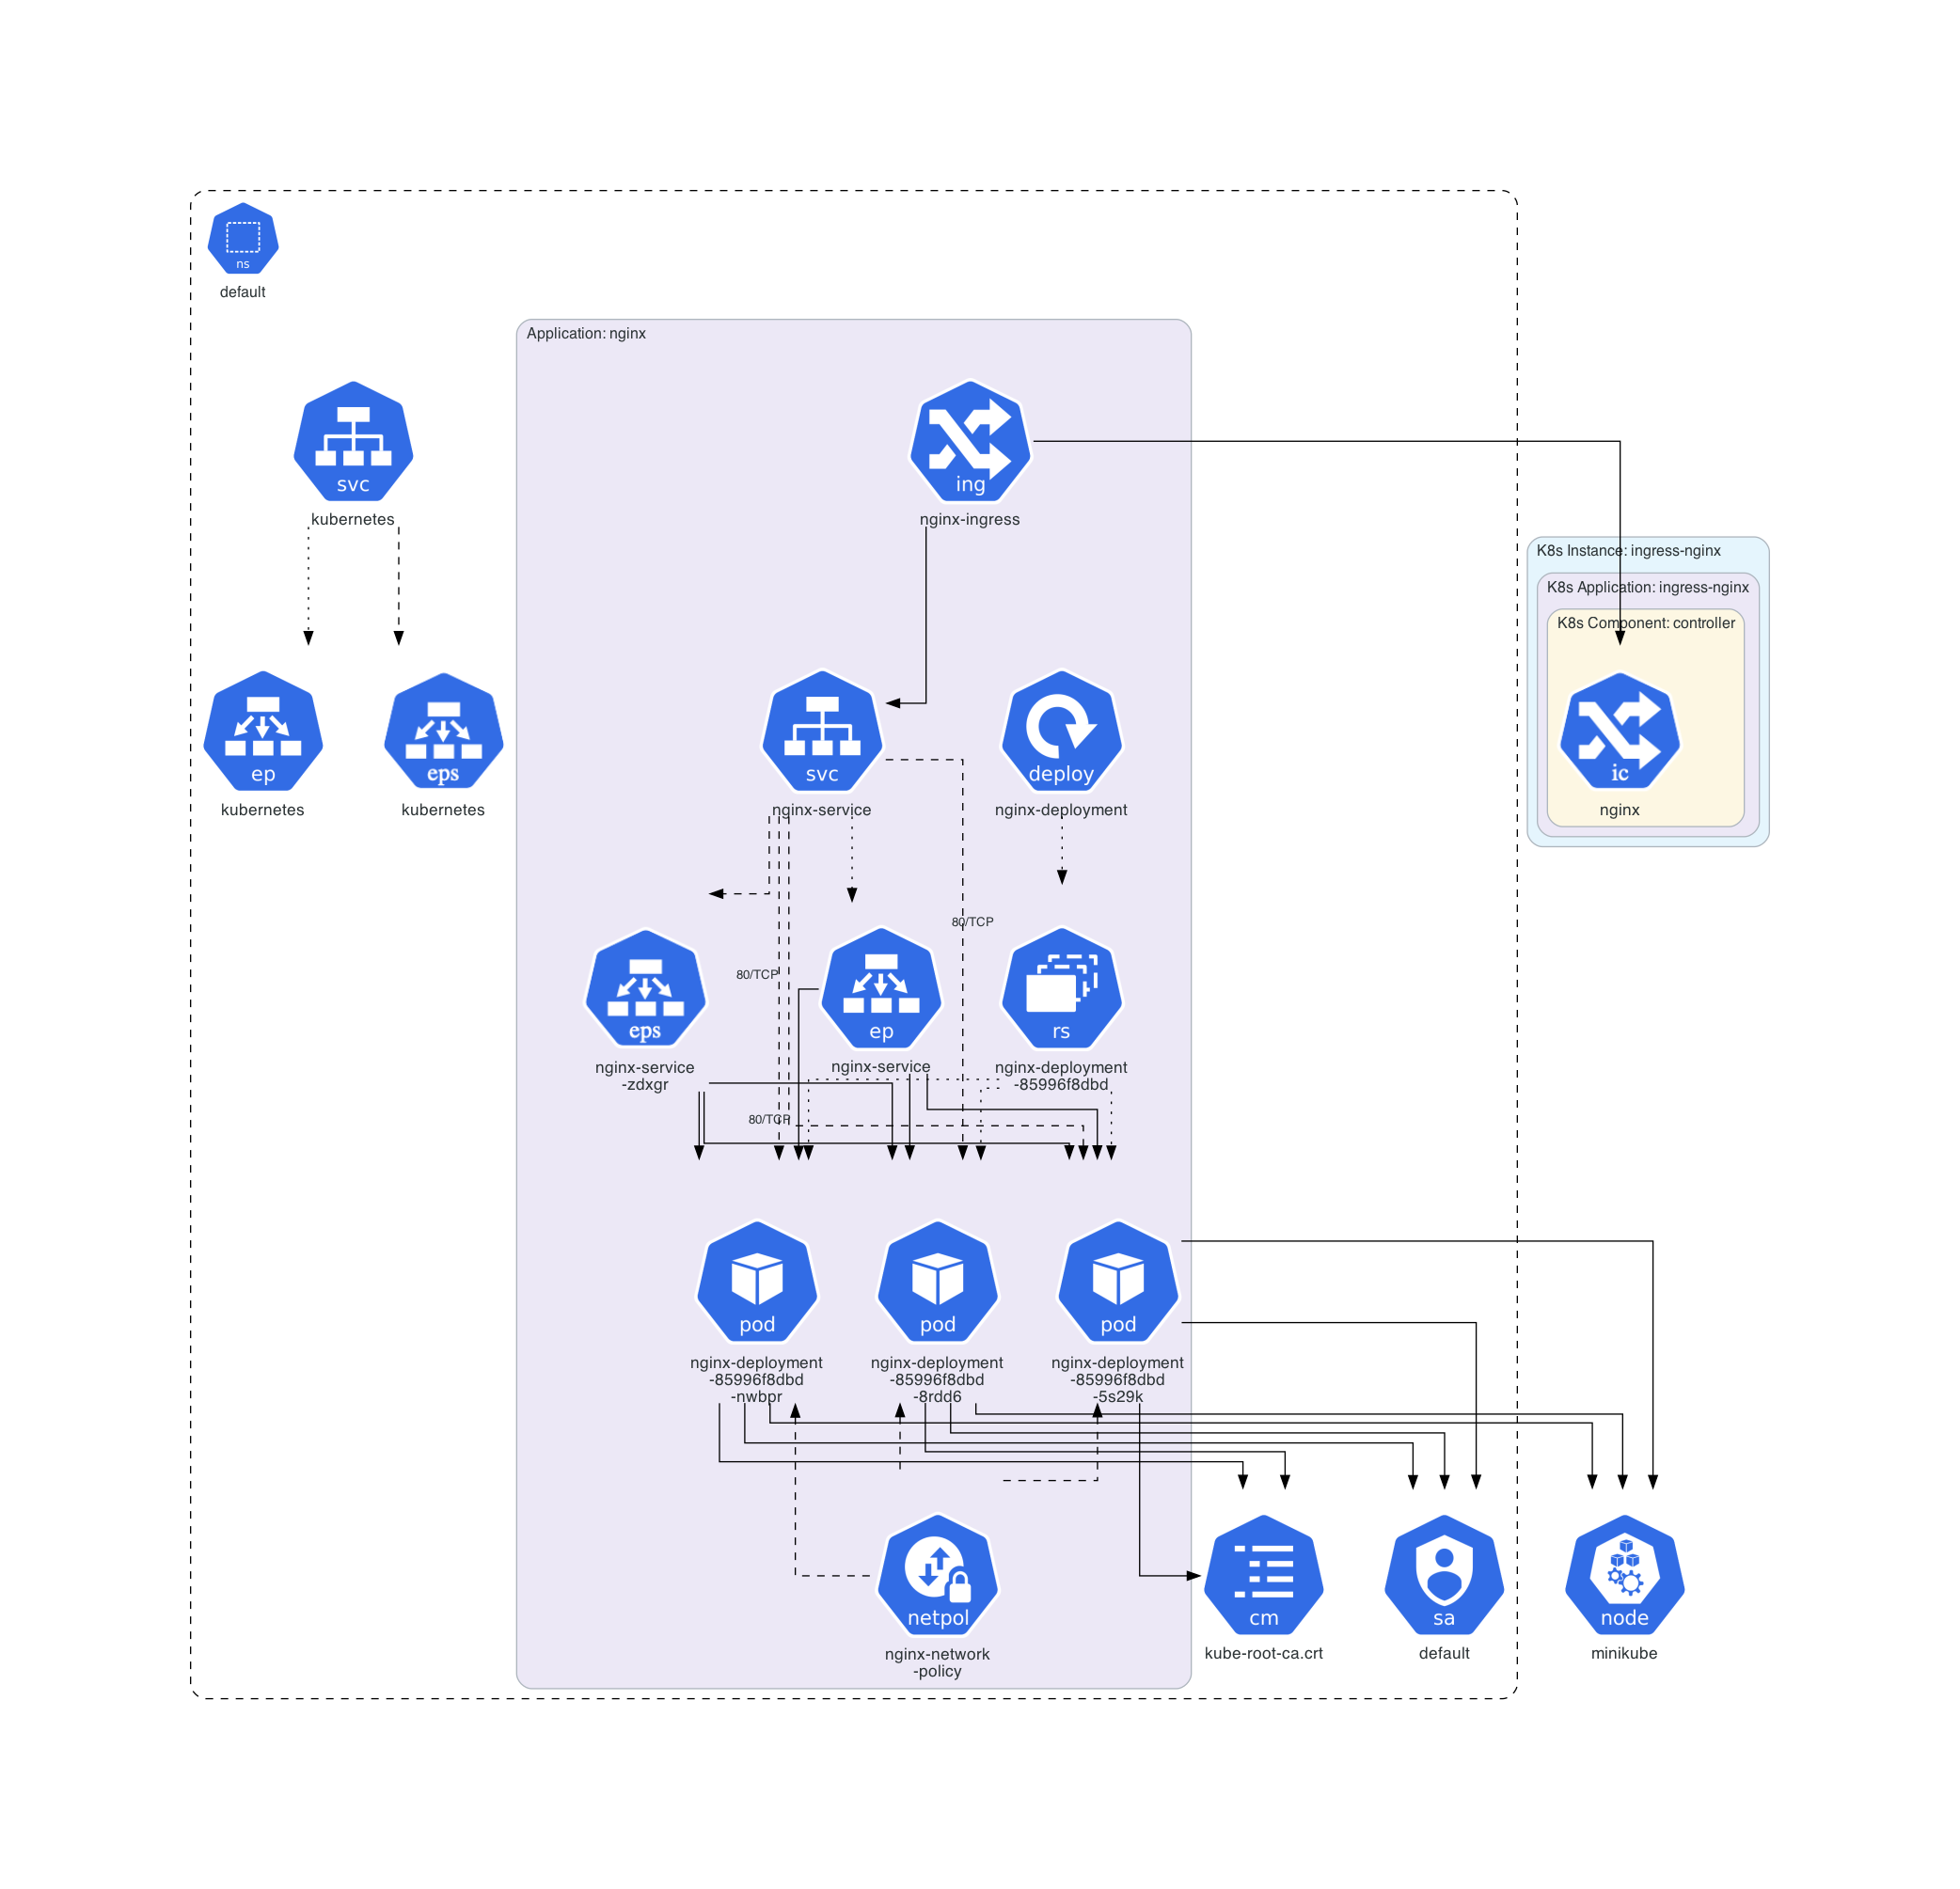 ns
default
Application: nginx
svc
kubernetes
ing
nginx-ingress
K8s Instance: ingress-nginx
K8s Application: ingress-nginx
K8s Component: controller
ep
kubernetes
eps
kubernetes
svc
nginx-service
deploy
nginx-deployment
ic
nginx
80/TCP
80/TCP
eps
nginx-service
-zdxgr
ep
nginx-service
rs
nginx-deployment
-85996f8dbd
80/TCP
pod
nginx-deployment
-85996f8dbd
-nwbpr
pod
nginx-deployment
-85996f8dbd
-8rdd6
pod
nginx-deployment
-85996f8dbd
-5s29k
netpol
nginx-network
-policy
cm
kube-root-ca.crt
sa
default
node
minikube